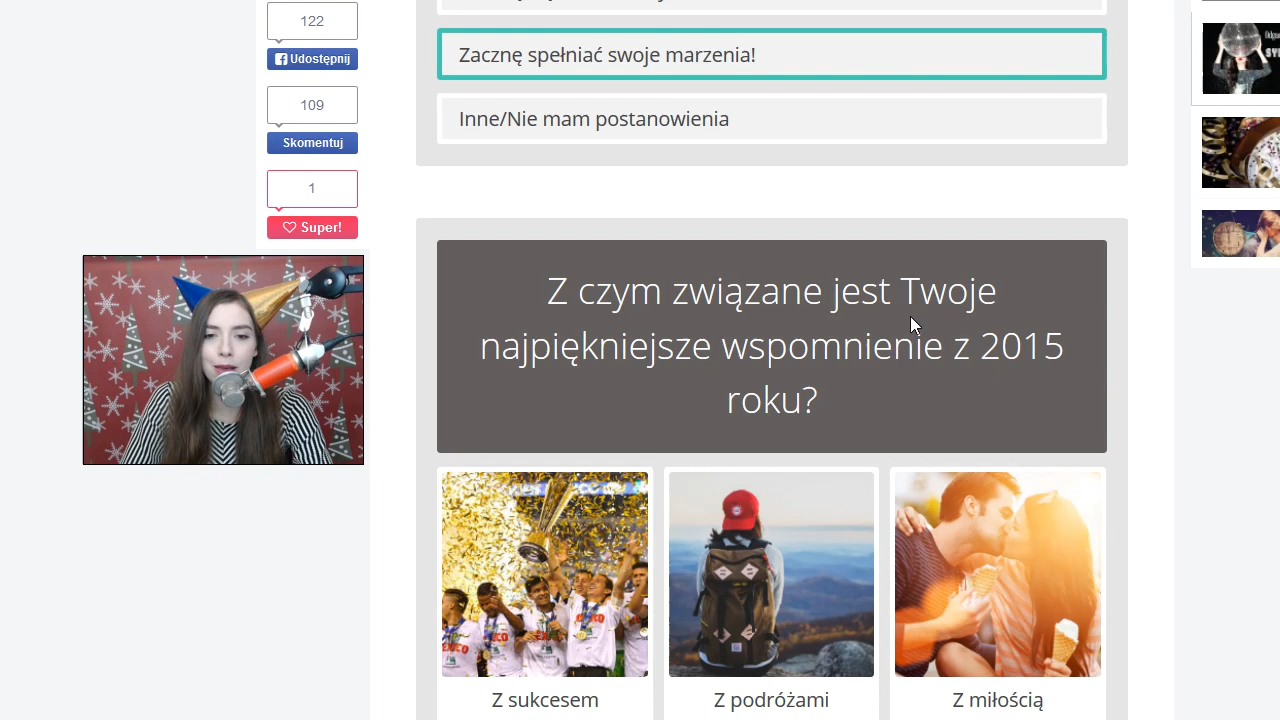 122
Udostępnij
109
Skomentuj
1
Super!
Zacznę spełniać swoje marzenia!
Inne/Nie mam postanowienia
Z czym związane jest Twoje
najpiękniejsze wspomnienie z 2015
roku?
Z sukcesem
Z podróżami
Z miłością